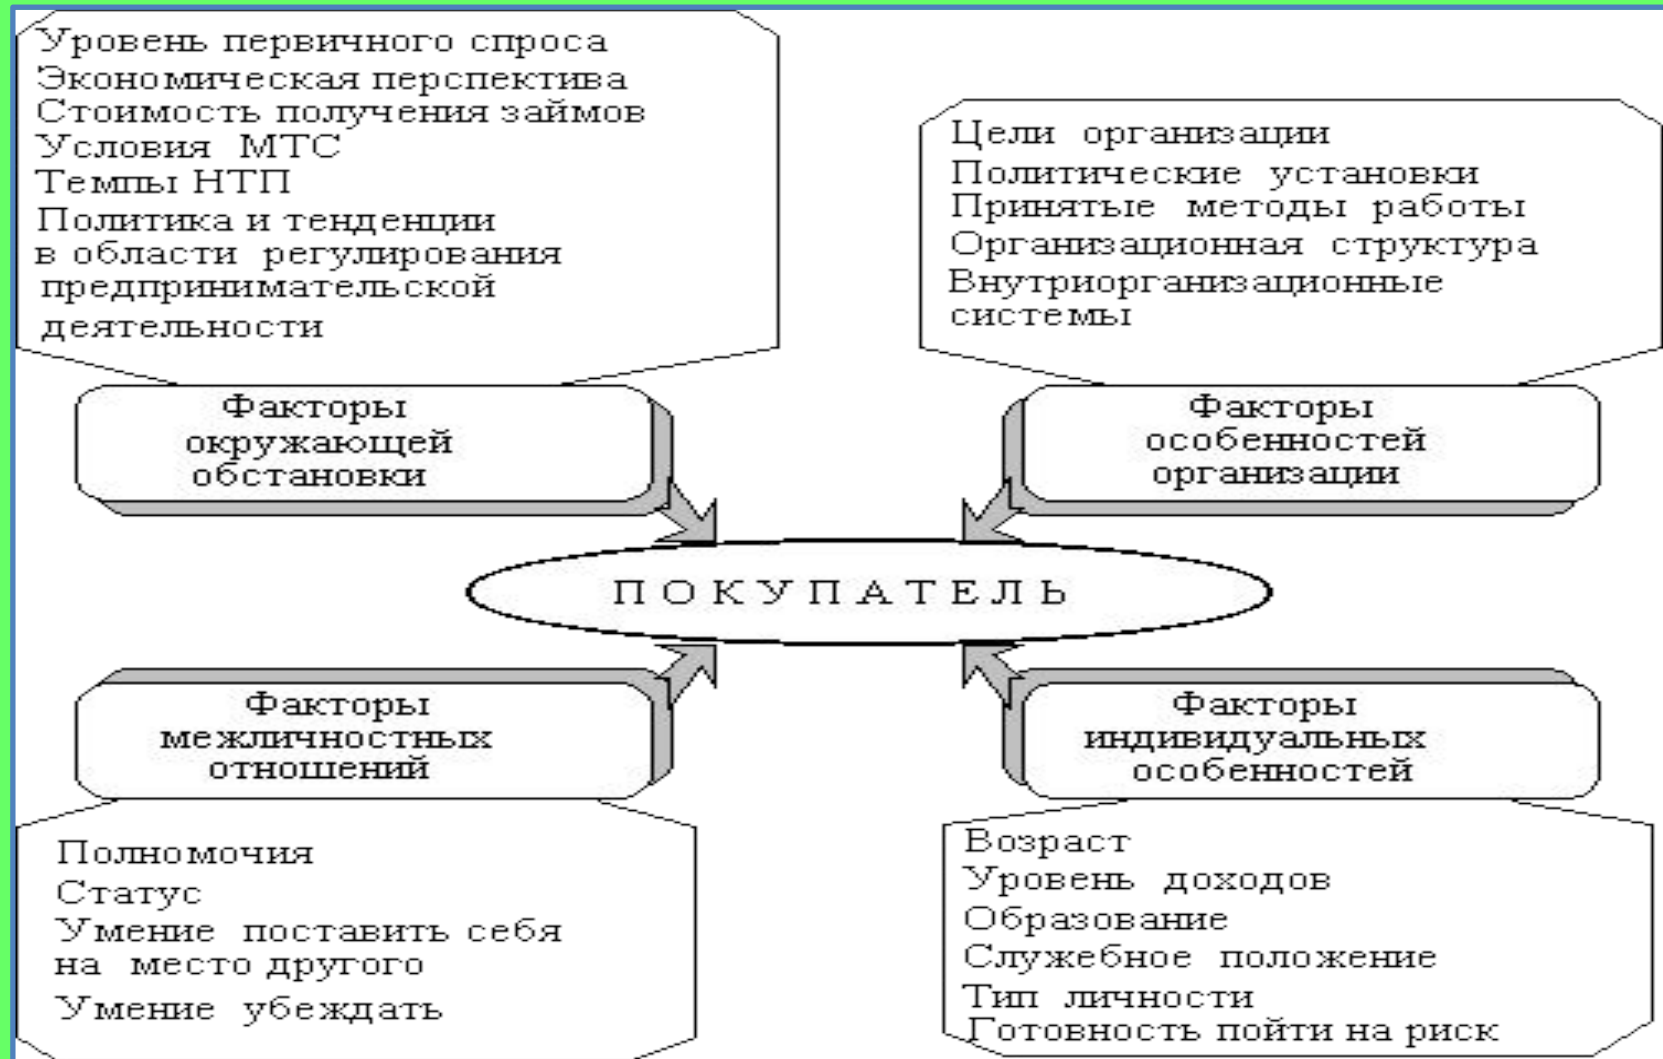 Уровень первичного спроса
Экономическая перспектива
Стоимость получения займов
Условия МТС
Темпы НТП
Политика и тенденции
в области регулирования
предпринимательской
деятельности
Факторы
окружающей
обстановки
Цели организации
Политические установки
Принятые методы работы
Организационная структура
Внутриорганизационные
системы
Факторы
особенностей
организации
ПОКУПАТЕЛЬ
Факторы
межличностных
отношений
Полномочия
Статус
Умение поставить себя
на место другого
Умение убеждать
Факторы
индивидуальных
особенностей
Возраст
Уровень доходов
Образование
Служебное положение
Тип личности
Готовность пойти на риск